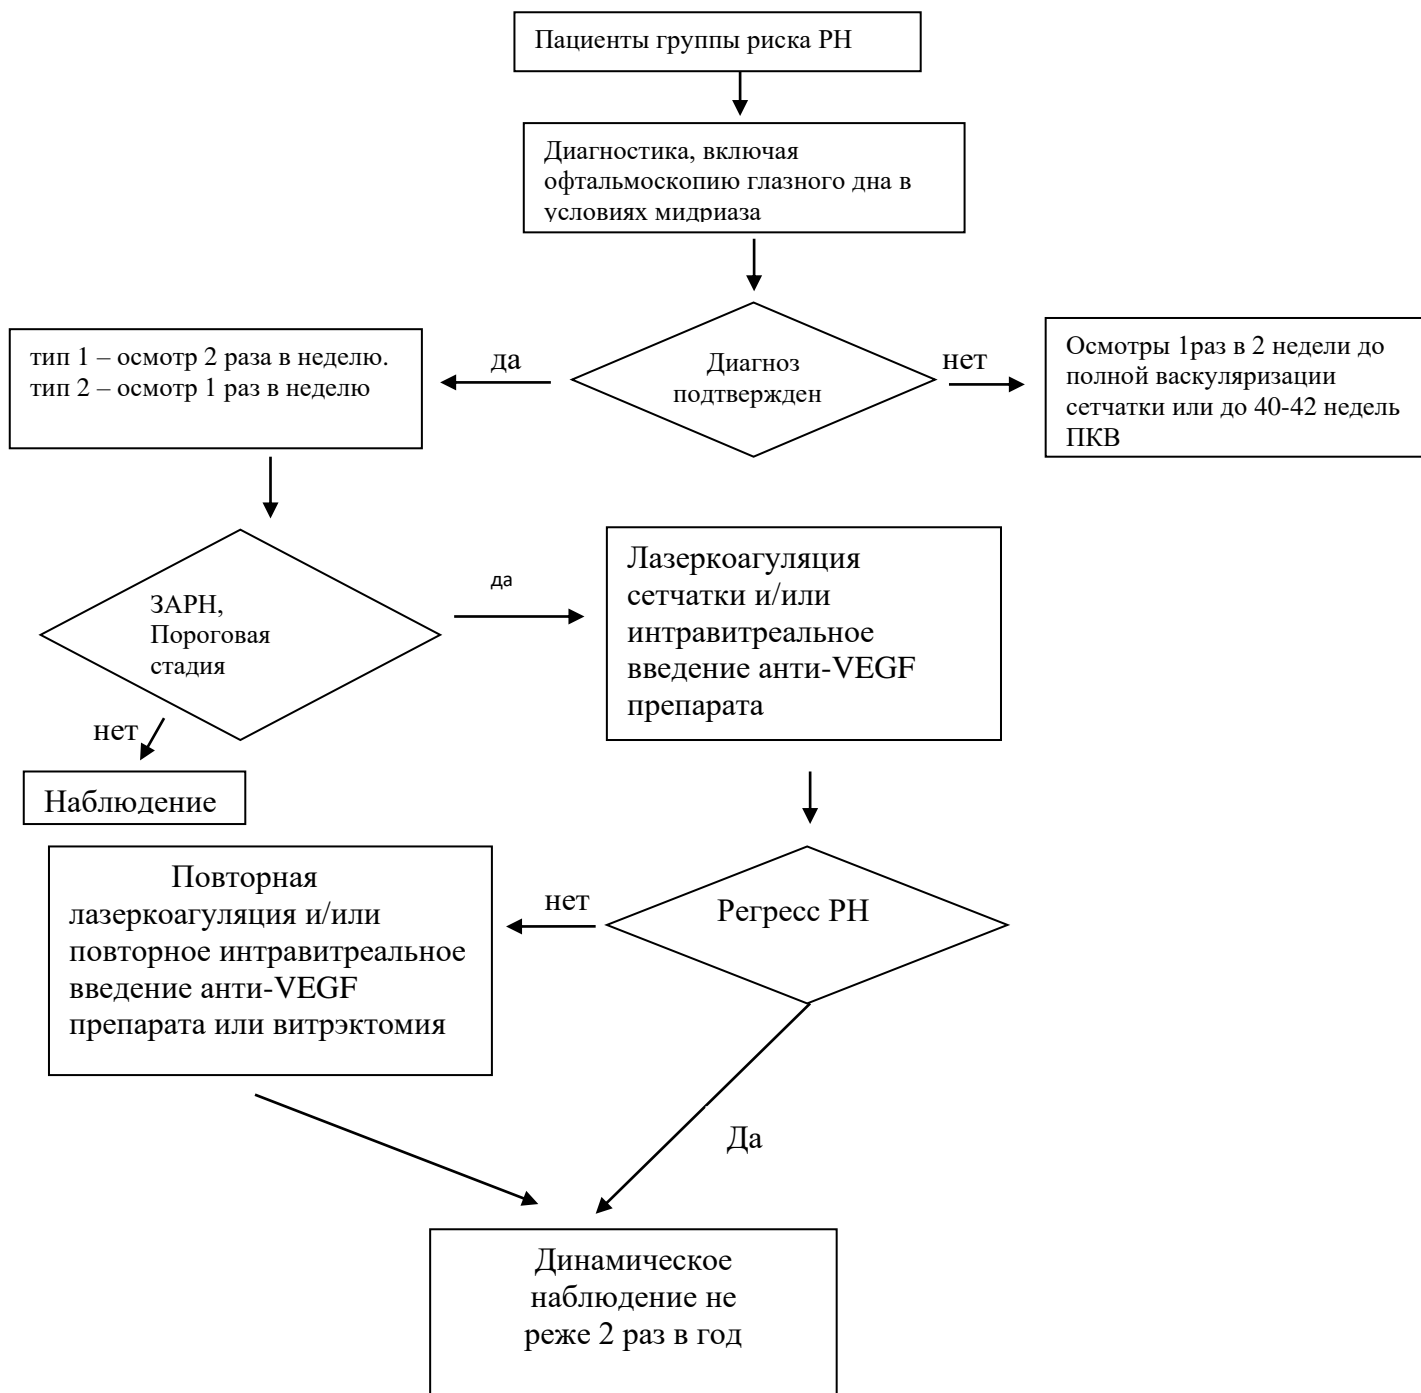 Пациенты группы риска РН
Диагностика, включая
офтальмоскопию глазного дна в
условиях мидриаза
Диагноз
подтвержден
да
нет
тип 1 – осмотр 2 раза в неделю.
тип 2 – осмотр 1 раз в неделю
Осмотры 1раз в 2 недели до
полной васкуляризации
сетчатки или до 40-42 недель
ПКВ
ЗАРН,
Пороговая
стадия
да
Лазеркоагуляция
сетчатки и/или
интравитреальное
введение анти-VEGF
препарата
нет
Наблюдение
Регресс РН
нет
Повторная
лазеркоагуляция и/или
повторное интравитреальное
введение анти-VEGF
препарата или витрэктомия
Да
Динамическое
наблюдение не
реже 2 раз в год